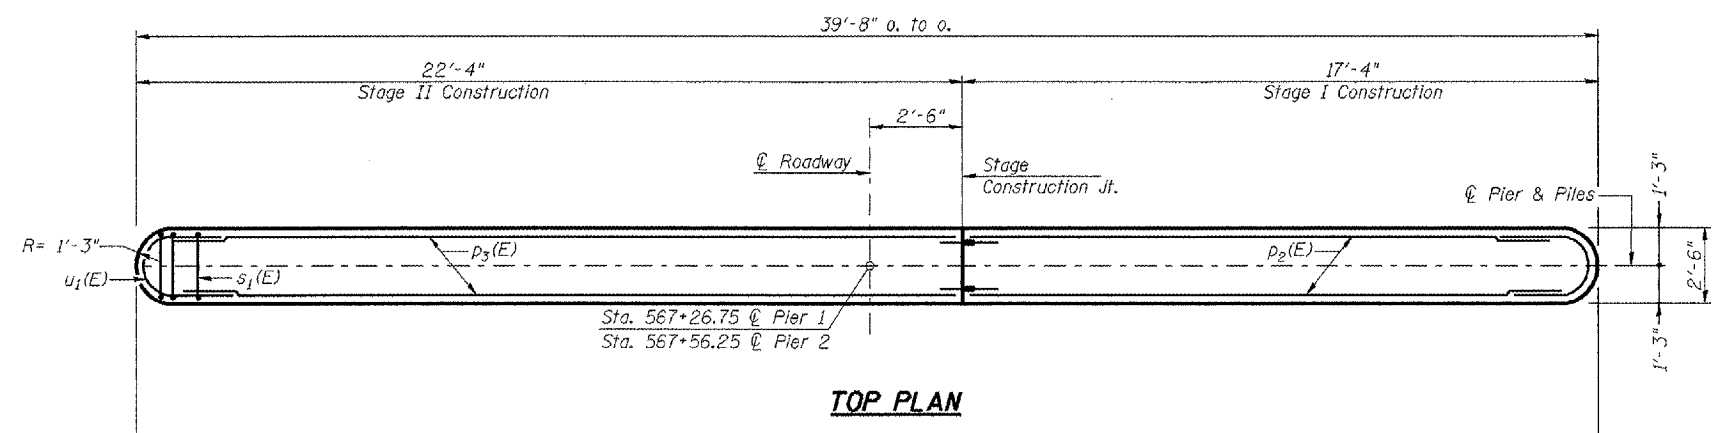 39'-8" o. to o.
22'-4"
Stage II Construction
17'-4"
Stage I Construction
2'-6"
℄ Roadway
Stage
Construction Jt.
℄ Pier & Piles
1'-3"
R= 1'-3"
p₃(E)
p₂(E)
2'-6"
u₁(E)
s₁(E)
1'-3"
Sta. 567+26.75 ℄ Pier 1
Sta. 567+56.25 ℄ Pier 2
TOP PLAN